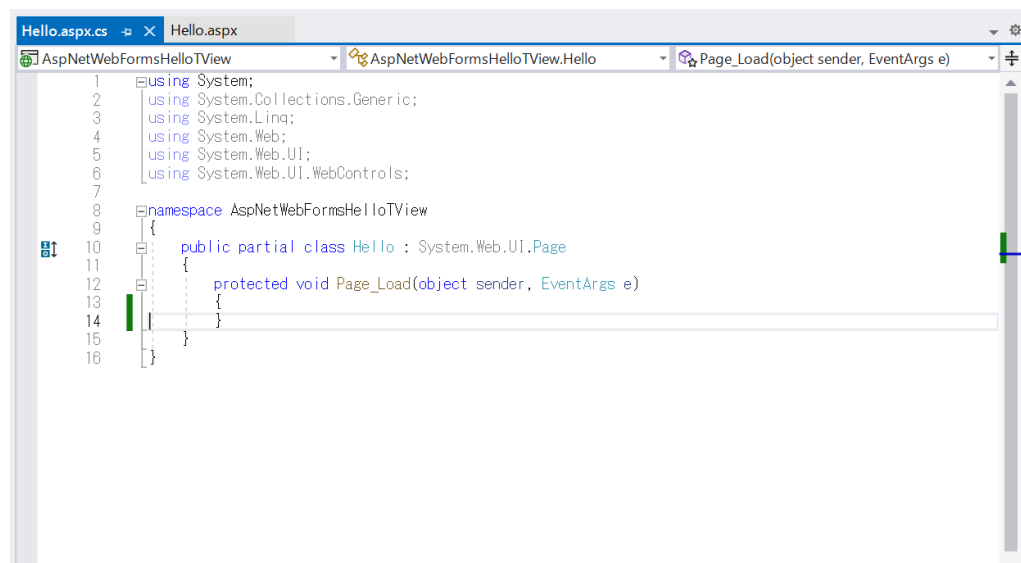 Hello.aspx.cs Hello.aspx
AspNetWebFormsHelloTView AspNetWebFormsHelloTView.Hello Page_Load(object sender, EventArgs e)
1 using System;
2 using System.Collections.Generic;
3 using System.Linq;
4 using System.Web;
5 using System.Web.UI;
6 using System.Web.UI.WebControls;
7
8 namespace AspNetWebFormsHelloTView
9 {
10 public partial class Hello : System.Web.UI.Page
11 {
12 protected void Page_Load(object sender, EventArgs e)
13 {
14 }
15 }
16 }